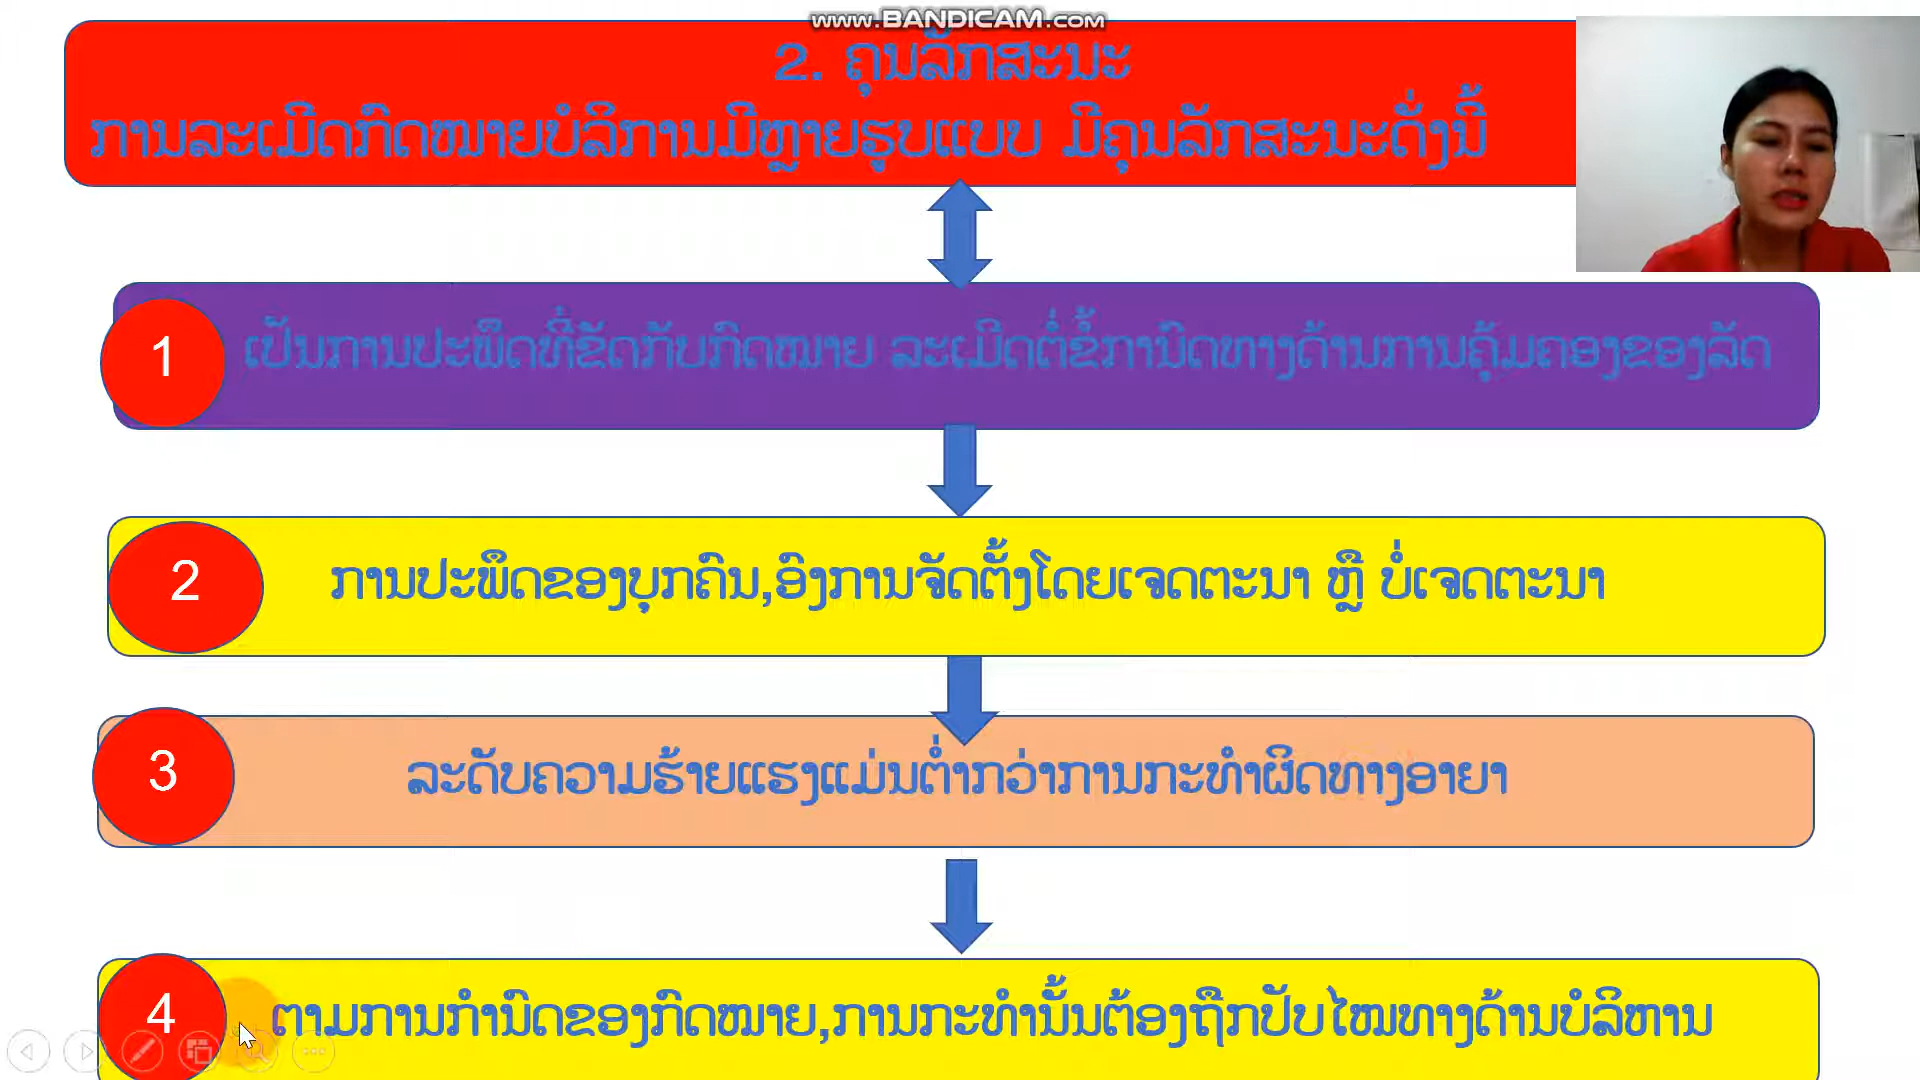 www.BANDICAM.com
2. ຄຸນລັກສະນະ
ການລະເມີດກົດໝາຍບໍລິການມີຫຼາຍຮູບແບບ ມີຄຸນລັກສະນະດັ່ງນີ້
1
ເປັນການປະພຶດທີ່ຂັດກັບກົດໝາຍ ລະເມີດຕໍ່ຂໍ້ການົດທາງດ້ານການຄຸ້ມຄອງຂອງລັດ
2
ການປະພຶດຂອງບຸກຄົນ,ອົງການຈັດຕັ້ງໂດຍເຈດຕະນາ ຫຼື ບໍ່ເຈດຕະນາ
3
ລະດັບຄວາມຮ້າຍແຮງແມ່ນຕ່ຳກວ່າການກະທຳຜິດທາງອາຍາ
4
ຕາມການກຳນົດຂອງກົດໝາຍ,ການກະທຳນັ້ນຕ້ອງຖືກປັບໄໝທາງດ້ານບໍລິຫານ